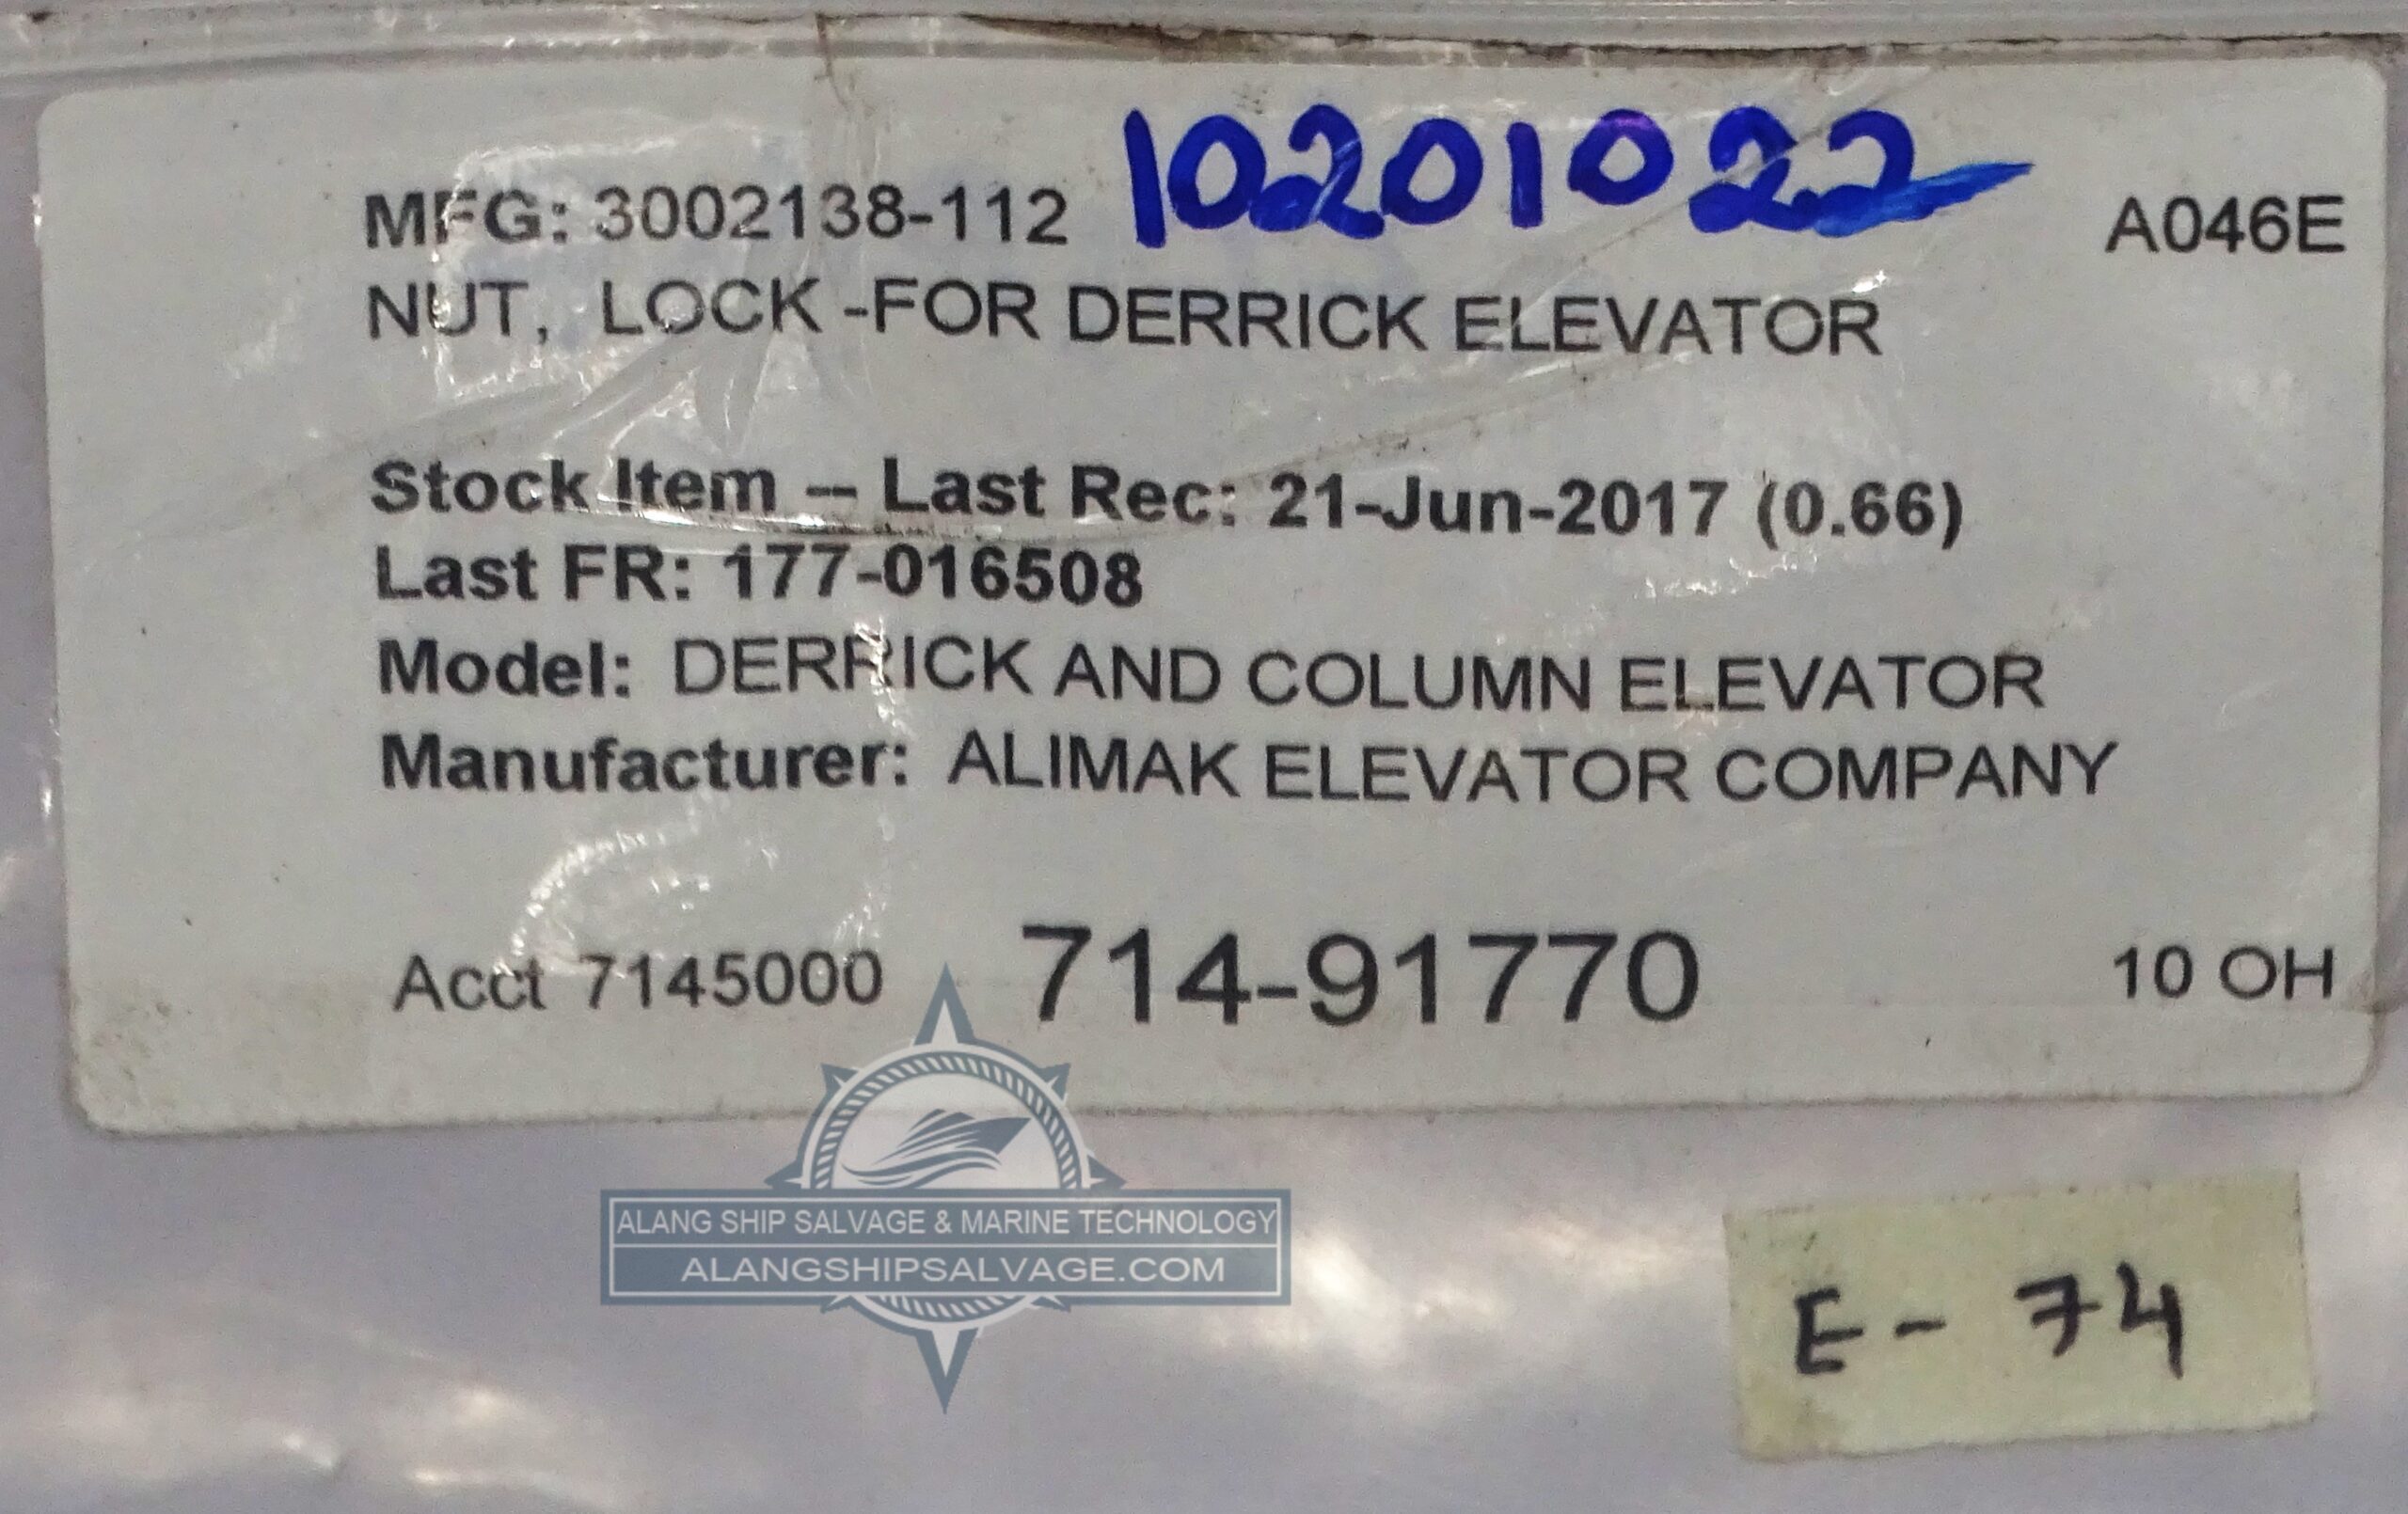 MFG: 3002138-112 10201022 A046E
NUT, LOCK -FOR DERRICK ELEVATOR
Stock Item -- Last Rec: 21-Jun-2017 (0.66)
Last FR: 177-016508
Model: DERRICK AND COLUMN ELEVATOR
Manufacturer: ALIMAK ELEVATOR COMPANY
Acct 7145000 714-91770 10 OH
ALANG SHIP SALVAGE & MARINE TECHNOLOGY
ALANGSHIPSALVAGE.COM
E- 74